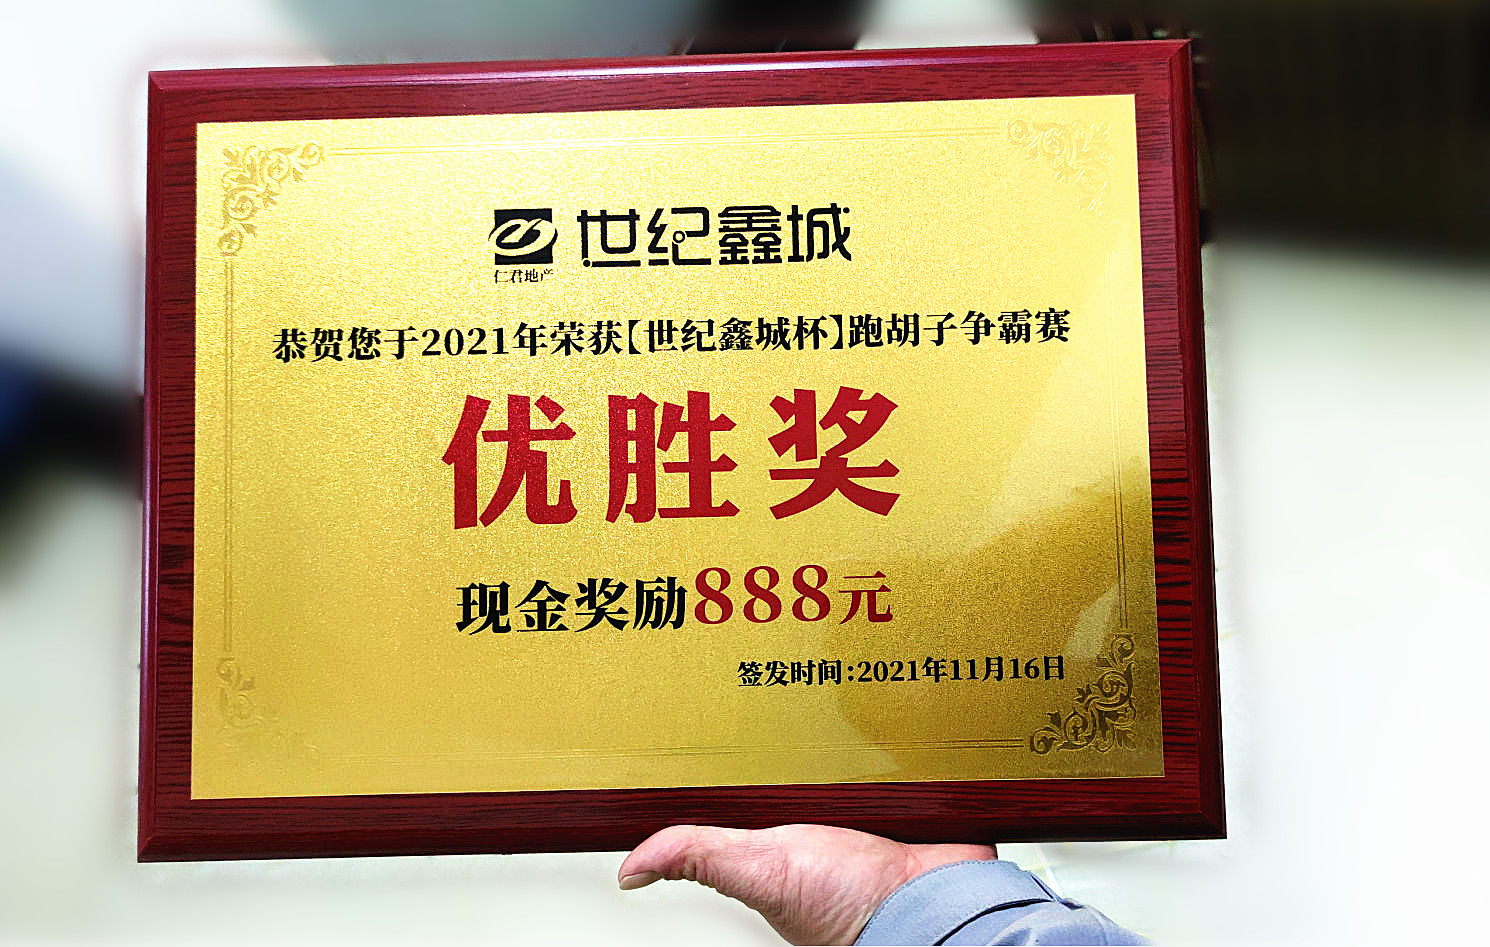 世纪鑫城
仁君地产
恭贺您于2021年荣获【世纪鑫城杯】跑胡子争霸赛
优胜奖
现金奖励888元
签发时间:2021年11月16日